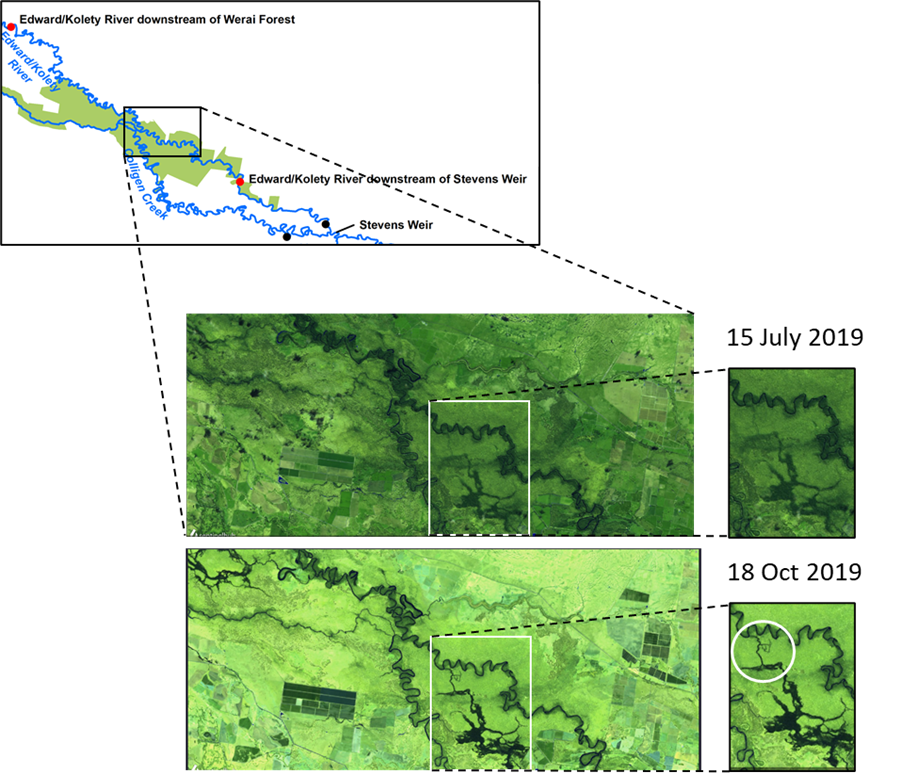 Edward/Kolety River downstream of Werai Forest
Edward/Kolety
River
Edward/Kolety River downstream of Stevens Weir
Colligen Creek
Stevens Weir
15 July 2019
18 Oct 2019